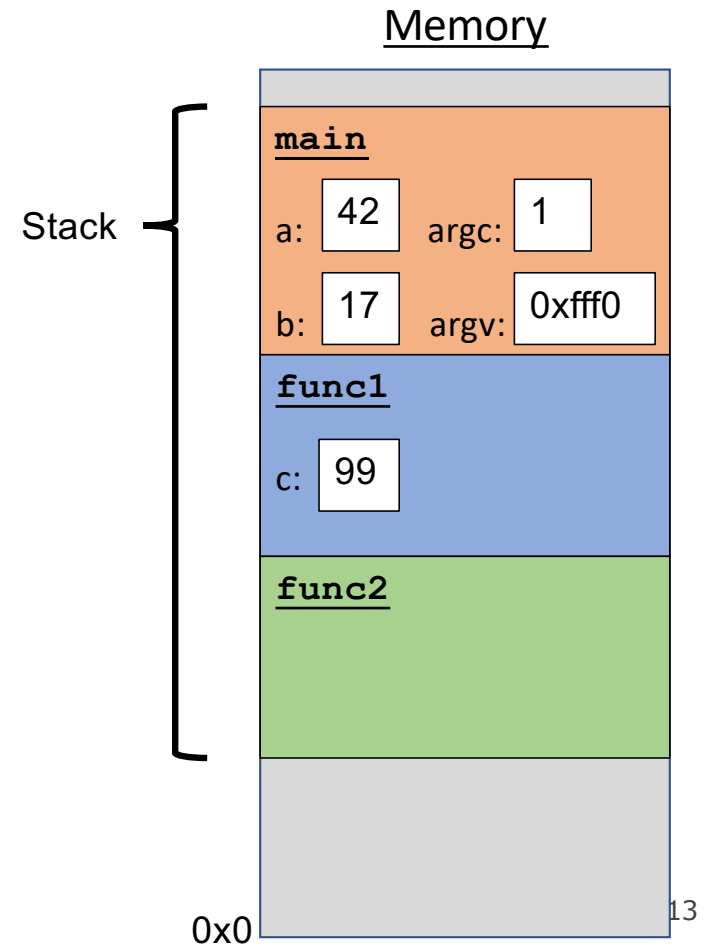 Memory
main
a: 42 argc: 1
Stack
b: 17 argv: 0xfff0
func1
c: 99
func2
13
0x0